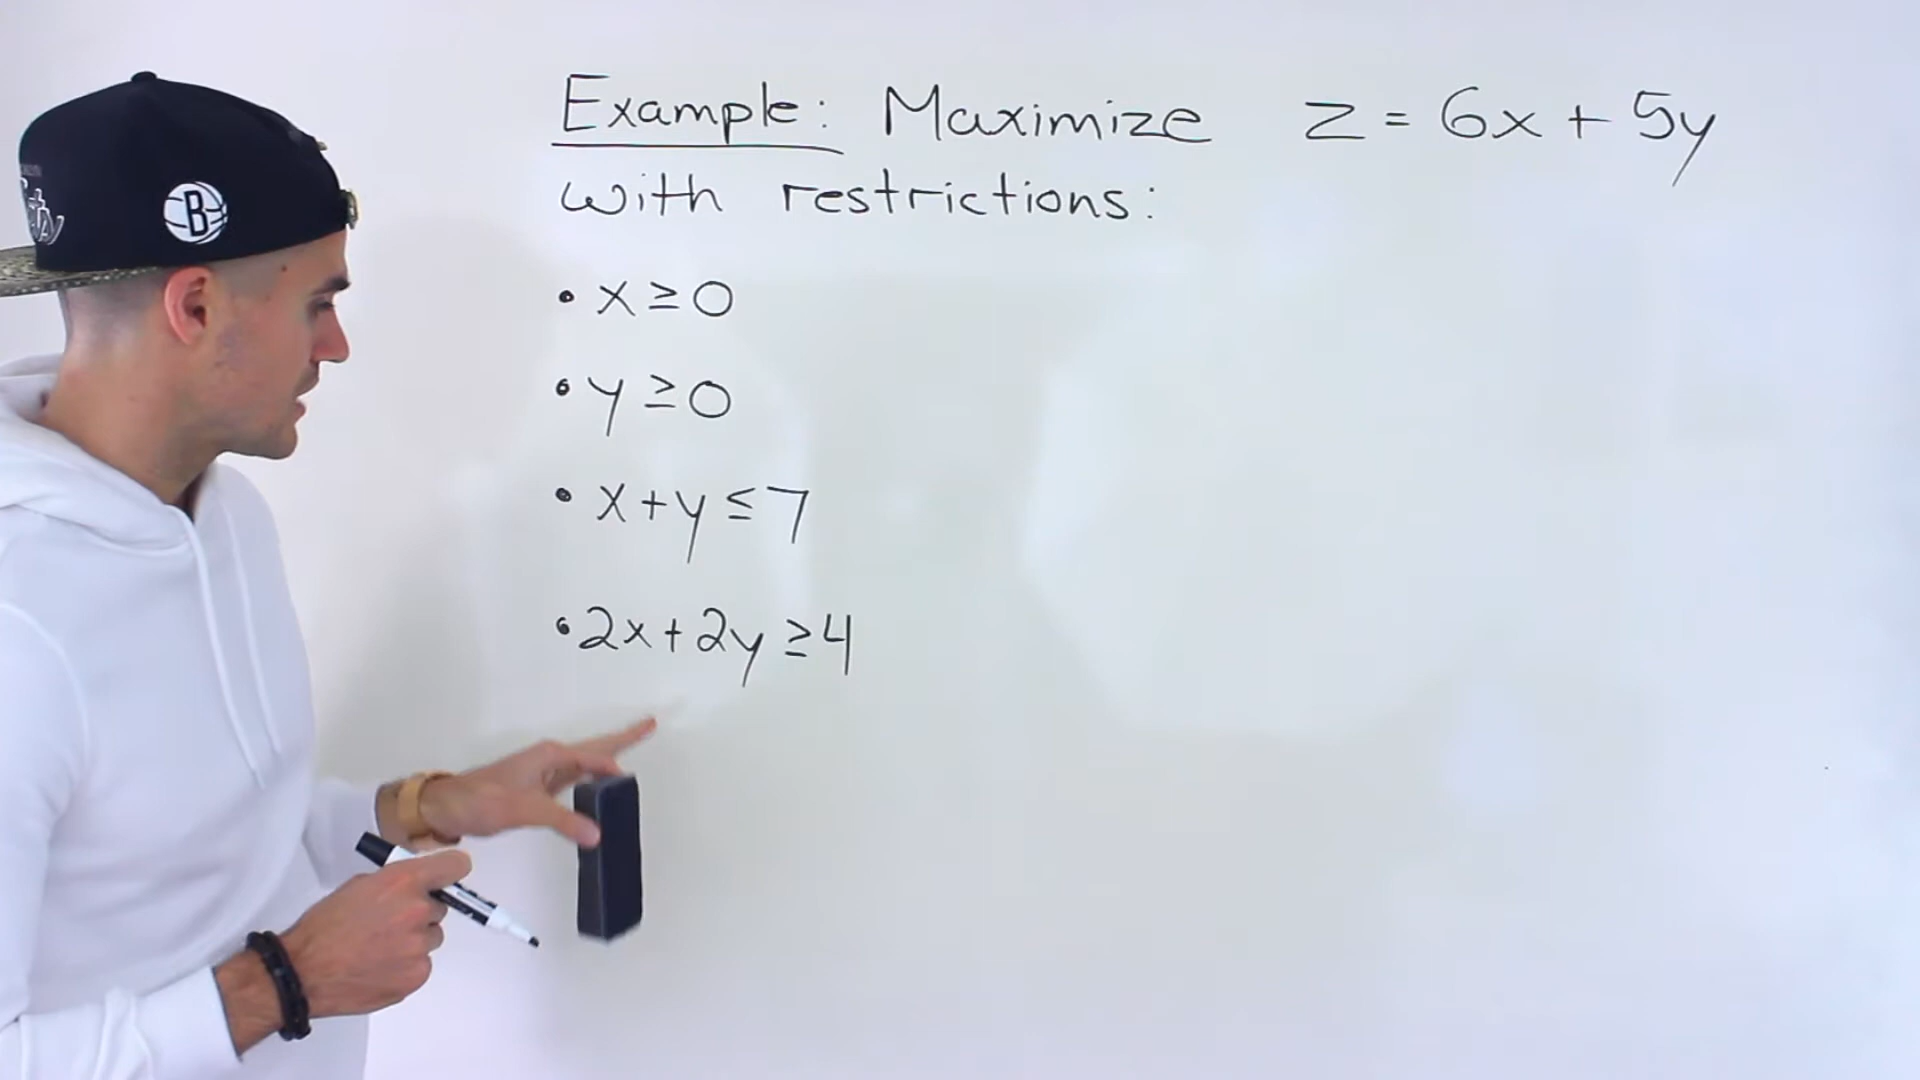 Example: Maximize z = 6x + 5y
with restrictions:
• x ≥ 0
• y ≥ 0
• x + y ≤ 7
• 2x + 2y ≥ 4
B